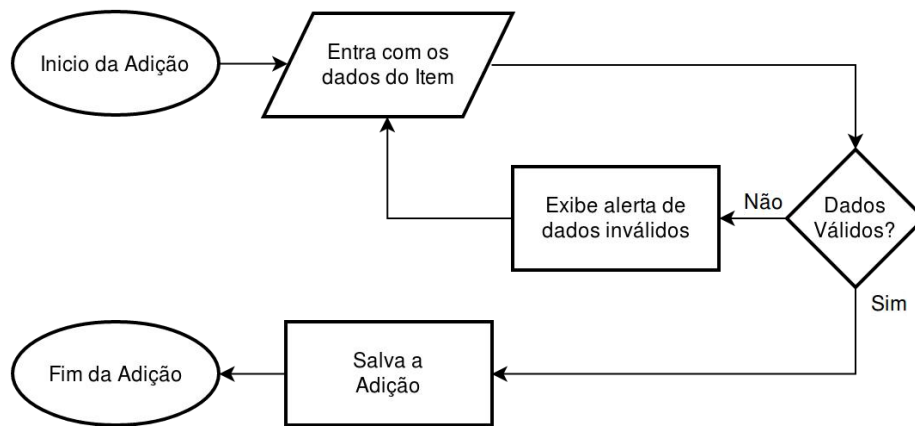 Inicio da Adição
Entra com os
dados do Item
Dados
Válidos?
Não
Exibe alerta de
dados inválidos
Sim
Salva a
Adição
Fim da Adição